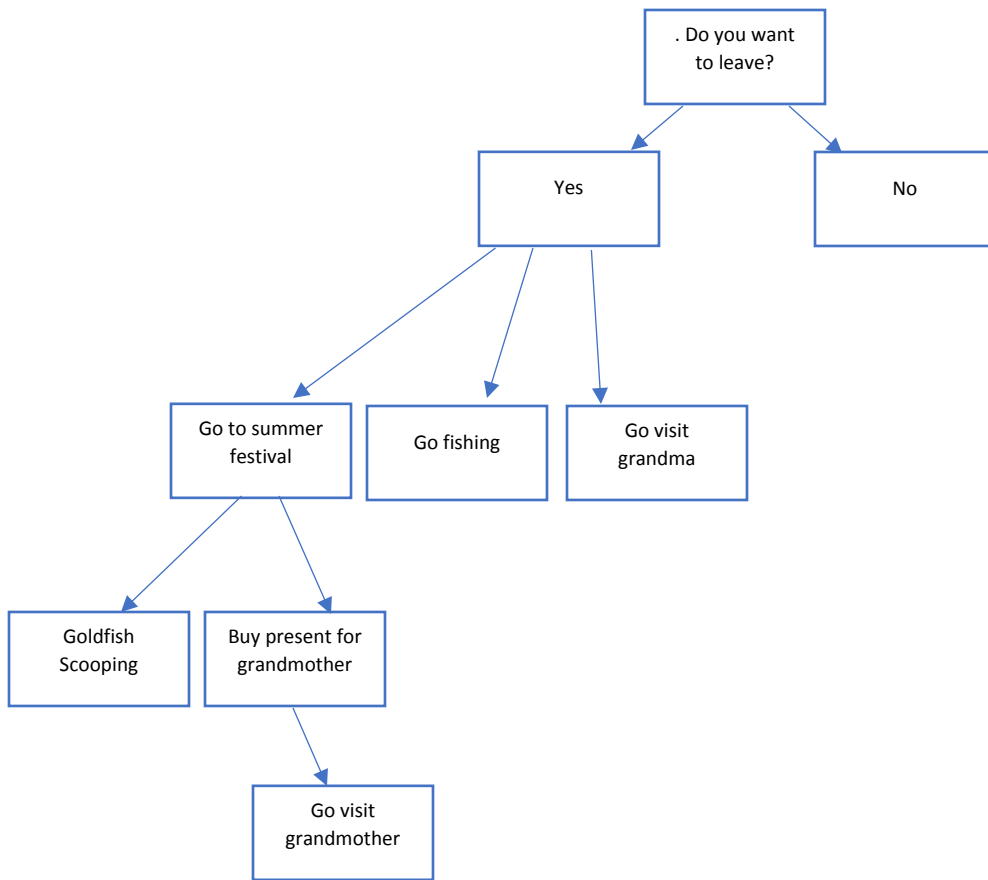 . Do you want
to leave?
Yes
No
Go to summer
festival
Go fishing
Go visit
grandma
Goldfish
Scooping
Buy present for
grandmother
Go visit
grandmother